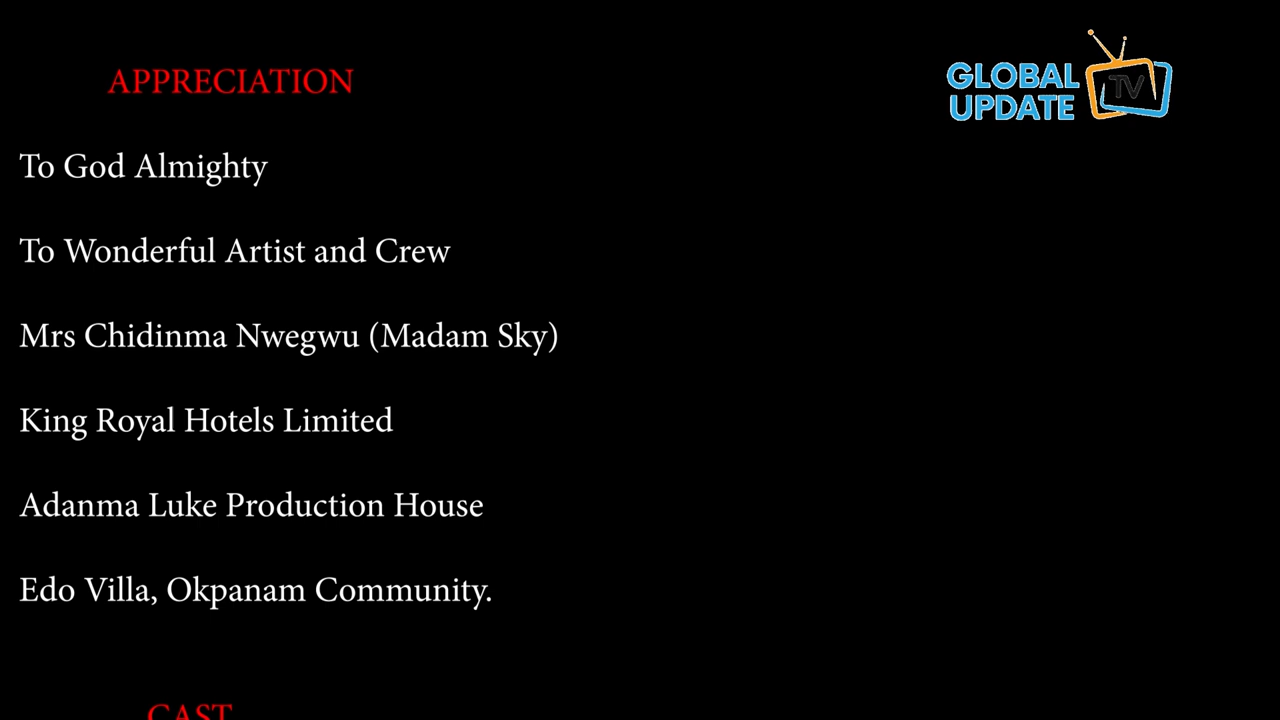 APPRECIATION
GLOBAL
UPDATE
TV
To God Almighty
To Wonderful Artist and Crew
Mrs Chidinma Nwegwu (Madam Sky)
King Royal Hotels Limited
Adanma Luke Production House
Edo Villa, Okpanam Community.
CAST